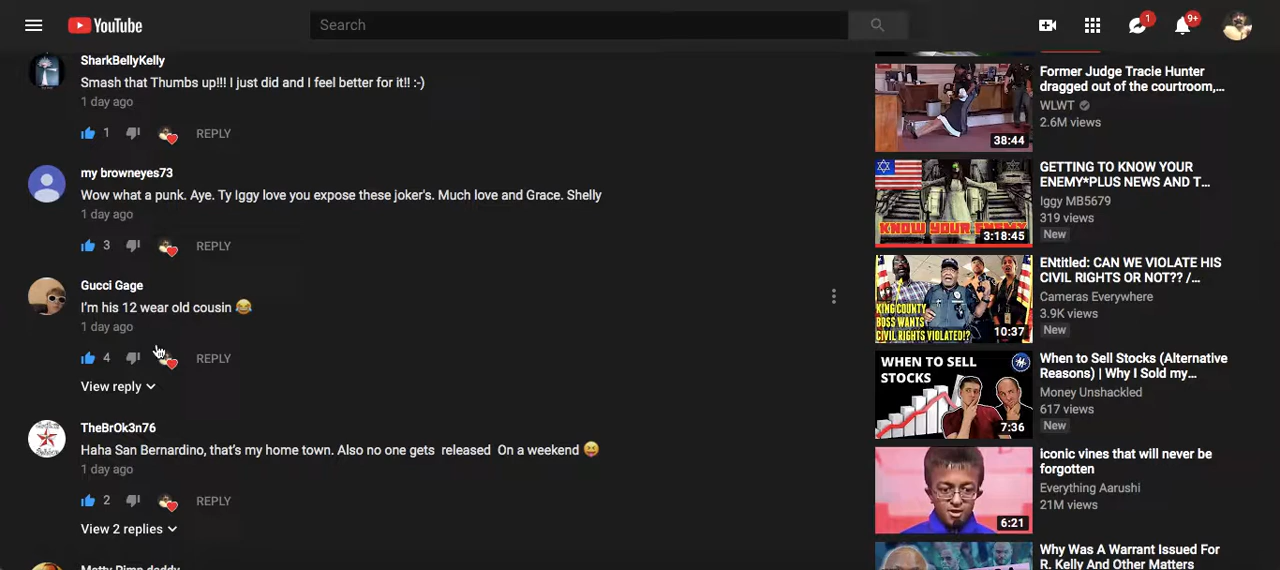 YouTube
Search
1
9+
SharkBellyKelly
Smash that Thumbs up!!! I just did and I feel better for it!! :-)
1 day ago
1
REPLY
my browneyes73
Wow what a punk. Aye. Ty Iggy love you expose these joker's. Much love and Grace. Shelly
1 day ago
3
REPLY
Gucci Gage
I'm his 12 wear old cousin 😂
1 day ago
4
REPLY
View reply
TheBrOk3n76
Haha San Bernardino, that's my home town. Also no one gets released On a weekend 😝
1 day ago
2
REPLY
View 2 replies
38:44
Former Judge Tracie Hunter
dragged out of the courtroom,...
WLWT
2.6M views
KNOW YOUR ENEMY
3:18:45
GETTING TO KNOW YOUR
ENEMY*PLUS NEWS AND T...
Iggy MB5679
319 views
New
KING COUNTY
BOSS WANTS
CIVIL RIGHTS VIOLATED!?
10:37
ENtitled: CAN WE VIOLATE HIS
CIVIL RIGHTS OR NOT?? /...
Cameras Everywhere
3.9K views
New
WHEN TO SELL
STOCKS
7:36
When to Sell Stocks (Alternative
Reasons) | Why I Sold my...
Money Unshackled
617 views
New
6:21
iconic vines that will never be
forgotten
Everything Aarushi
21M views
Why Was A Warrant Issued For
R. Kelly And Other Matters